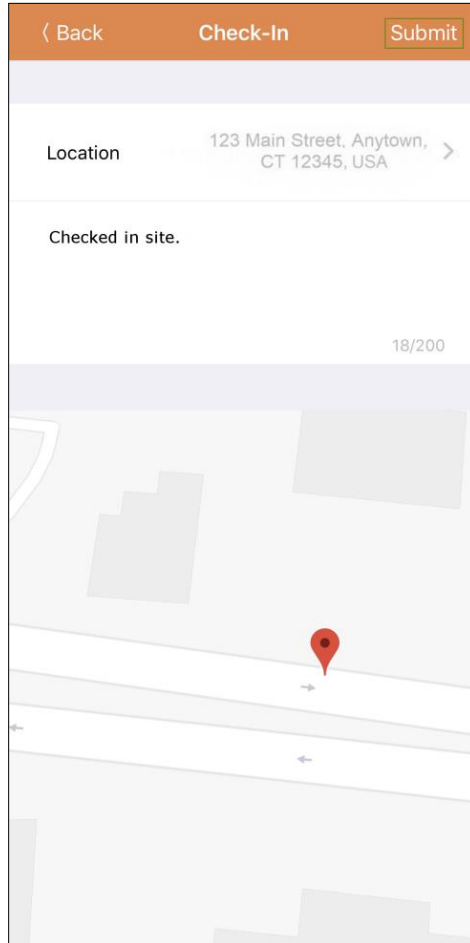 〈 Back Check-In Submit
Location
123 Main Street, Anytown,
CT 12345, USA
Checked in site.
18/200